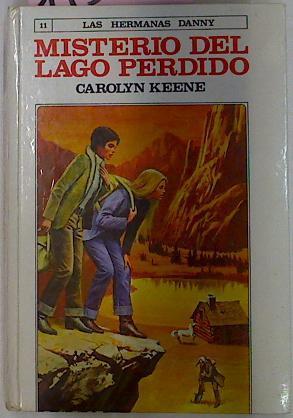 11 LAS HERMANAS DANNY
MISTERIO DEL
LAGO PERDIDO
CAROLYN KEENE